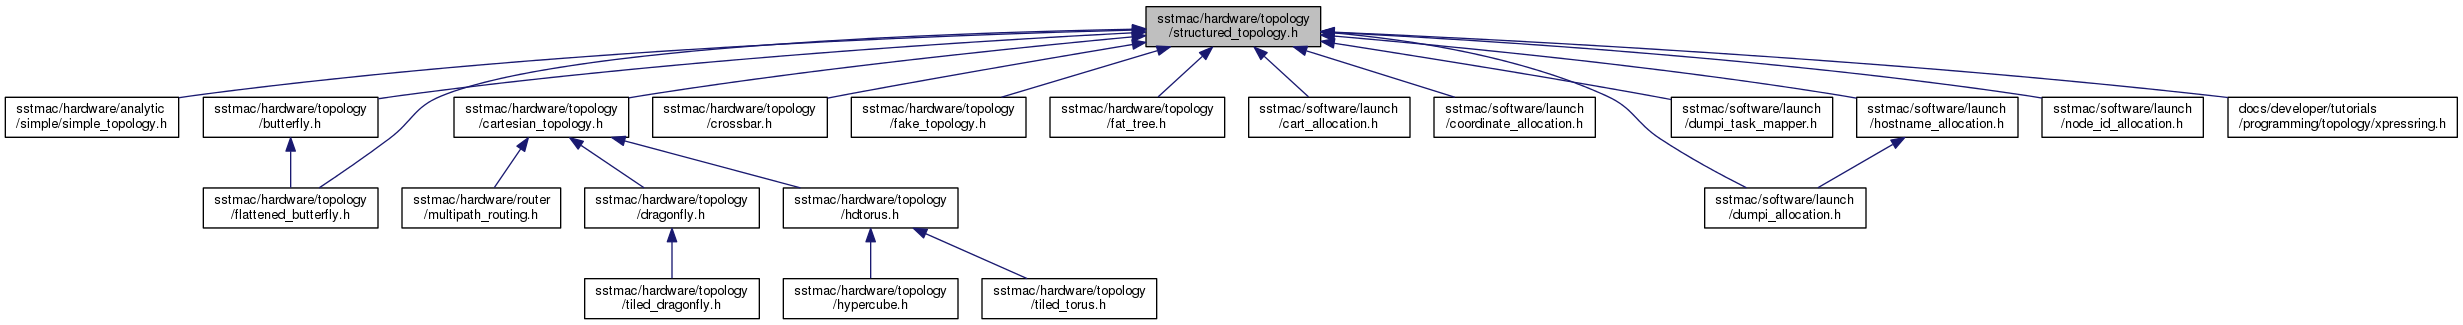 sstmac/hardware/topology
/structured_topology.h
sstmac/hardware/analytic
/simple/simple_topology.h
sstmac/hardware/topology
/butterfly.h
sstmac/hardware/topology
/cartesian_topology.h
sstmac/hardware/topology
/crossbar.h
sstmac/hardware/topology
/fake_topology.h
sstmac/hardware/topology
/fat_tree.h
sstmac/software/launch
/cart_allocation.h
sstmac/software/launch
/coordinate_allocation.h
sstmac/software/launch
/dumpi_task_mapper.h
sstmac/software/launch
/hostname_allocation.h
sstmac/software/launch
/node_id_allocation.h
docs/developer/tutorials
/programming/topology/xpressring.h
sstmac/hardware/topology
/flattened_butterfly.h
sstmac/hardware/router
/multipath_routing.h
sstmac/hardware/topology
/dragonfly.h
sstmac/hardware/topology
/hdtorus.h
sstmac/software/launch
/dumpi_allocation.h
sstmac/hardware/topology
/tiled_dragonfly.h
sstmac/hardware/topology
/hypercube.h
sstmac/hardware/topology
/tiled_torus.h